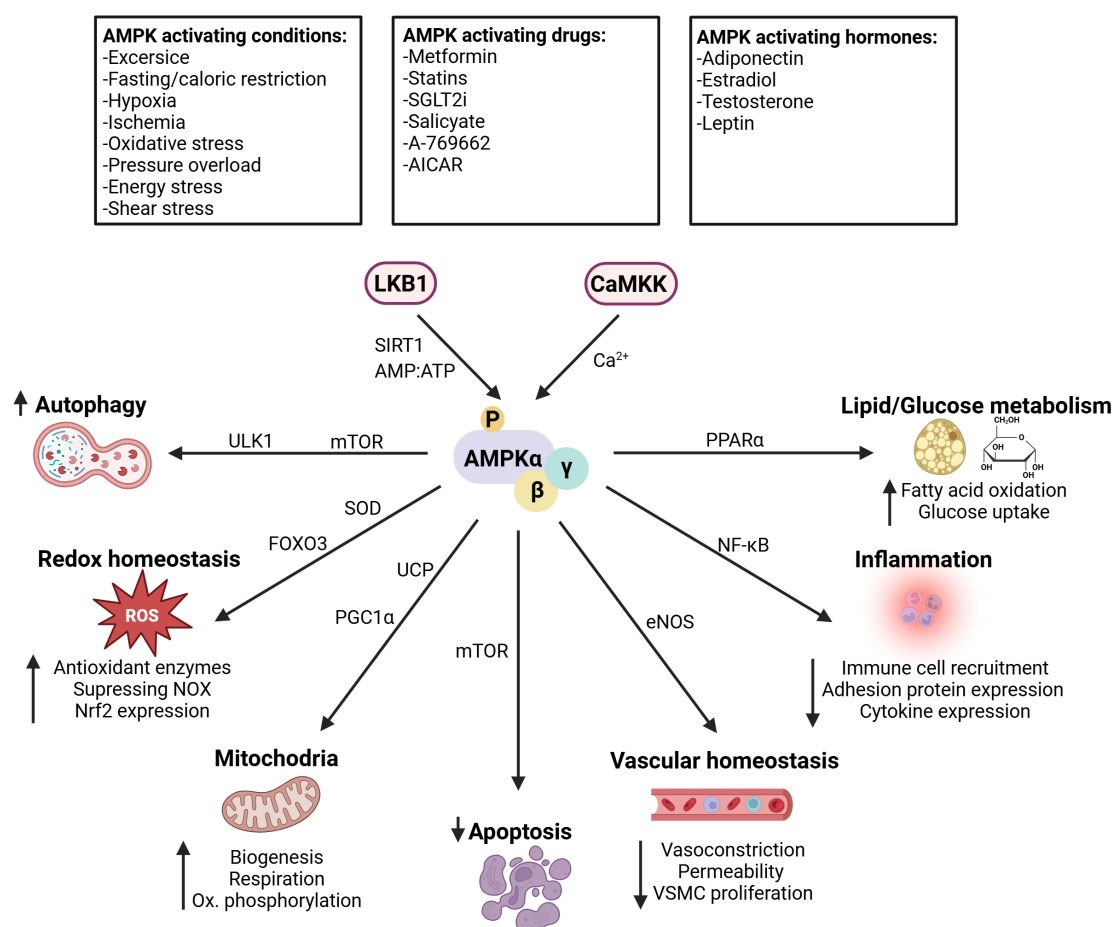 AMPK activating conditions:
-Excersice
-Fasting/caloric restriction
-Hypoxia
-Ischemia
-Oxidative stress
-Pressure overload
-Energy stress
-Shear stress
AMPK activating drugs:
-Metformin
-Statins
-SGLT2i
-Salicyate
-A-769662
-AICAR
AMPK activating hormones:
-Adiponectin
-Estradiol
-Testosterone
-Leptin
LKB1
CaMKK
SIRT1
AMP:ATP
Ca²⁺
P
AMPKα
γ
β
Autophagy
ULK1
mTOR
PPARα
Lipid/Glucose metabolism
CH₂OH
O
OH
OH
OH
OH
Fatty acid oxidation
Glucose uptake
SOD
FOXO3
Redox homeostasis
ROS
Antioxidant enzymes
Supressing NOX
Nrf2 expression
UCP
PGC1α
Mitochodria
Biogenesis
Respiration
Ox. phosphorylation
mTOR
Apoptosis
eNOS
Vascular homeostasis
Vasoconstriction
Permeability
VSMC proliferation
NF-κB
Inflammation
Immune cell recruitment
Adhesion protein expression
Cytokine expression